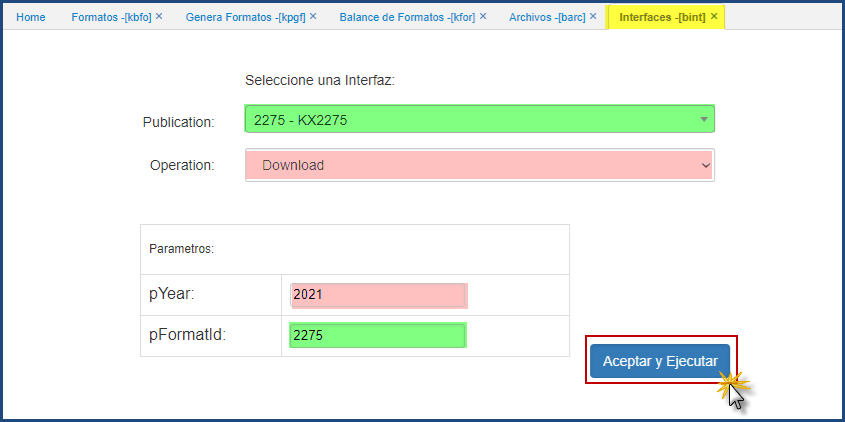 Home Formatos -[kbfo] ✕ Genera Formatos -[kpgf] ✕ Balance de Formatos -[kfor] ✕ Archivos -[barc] ✕ Interfaces -[bint] ✕
Seleccione una Interfaz:
Publication: 2275 - KX2275
Operation: Download
Parametros:
pYear: 2021
pFormatId: 2275
Aceptar y Ejecutar